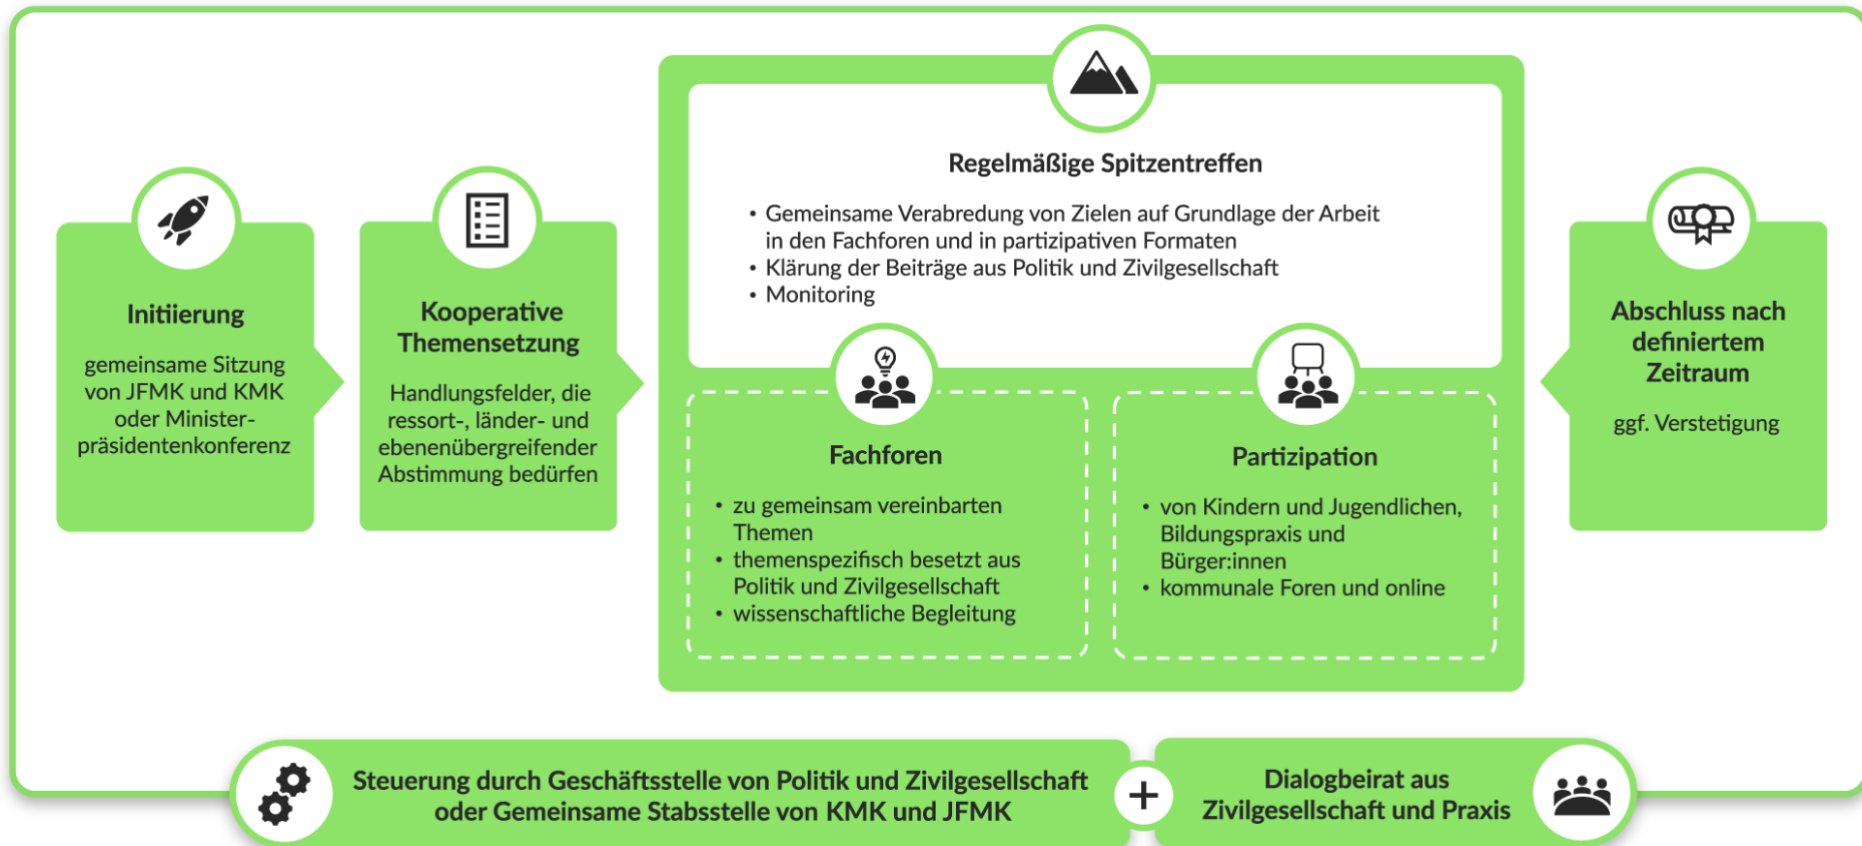 Initiierung
gemeinsame Sitzung
von JFMK und KMK
oder Minister-
präsidentenkonferenz
Kooperative
Themensetzung
Handlungsfelder, die
ressort-, länder- und
ebenenübergreifender
Abstimmung bedürfen
Regelmäßige Spitzentreffen
• Gemeinsame Verabredung von Zielen auf Grundlage der Arbeit
in den Fachforen und in partizipativen Formaten
• Klärung der Beiträge aus Politik und Zivilgesellschaft
• Monitoring
Fachforen
• zu gemeinsam vereinbarten
Themen
• themenspezifisch besetzt aus
Politik und Zivilgesellschaft
• wissenschaftliche Begleitung
Partizipation
• von Kindern und Jugendlichen,
Bildungspraxis und
Bürger:innen
• kommunale Foren und online
Abschluss nach
definiertem
Zeitraum
ggf. Verstetigung
Steuerung durch Geschäftsstelle von Politik und Zivilgesellschaft
oder Gemeinsame Stabsstelle von KMK und JFMK
+
Dialogbeirat aus
Zivilgesellschaft und Praxis